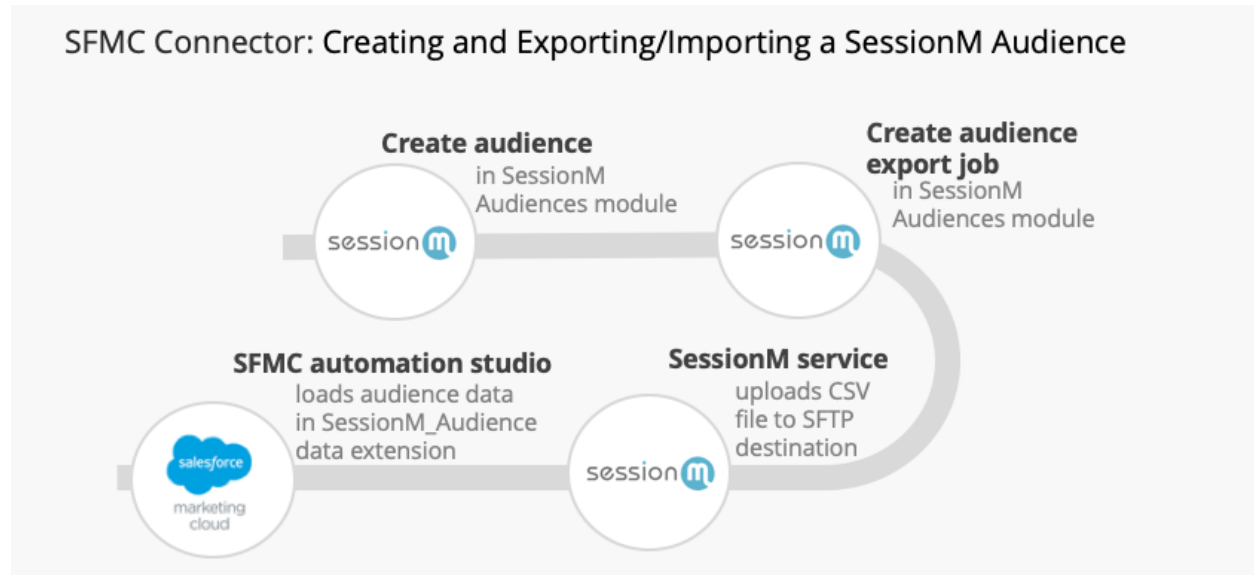 SFMC Connector: Creating and Exporting/Importing a SessionM Audience
Create audience
in SessionM
Audiences module
session m
Create audience
export job
in SessionM
Audiences module
session m
SessionM service
uploads CSV
file to SFTP
destination
session m
SFMC automation studio
loads audience data
in SessionM_Audience
data extension
salesforce
marketing
cloud